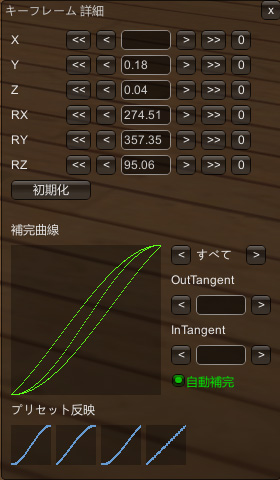 キーフレーム 詳細 x
X << < > >> 0
Y << < 0.18 > >> 0
Z << < 0.04 > >> 0
RX << < 274.51 > >> 0
RY << < 357.35 > >> 0
RZ << < 95.06 > >> 0
初期化
補完曲線
< すべて >
OutTangent
< >
InTangent
< >
自動補完
プリセット反映